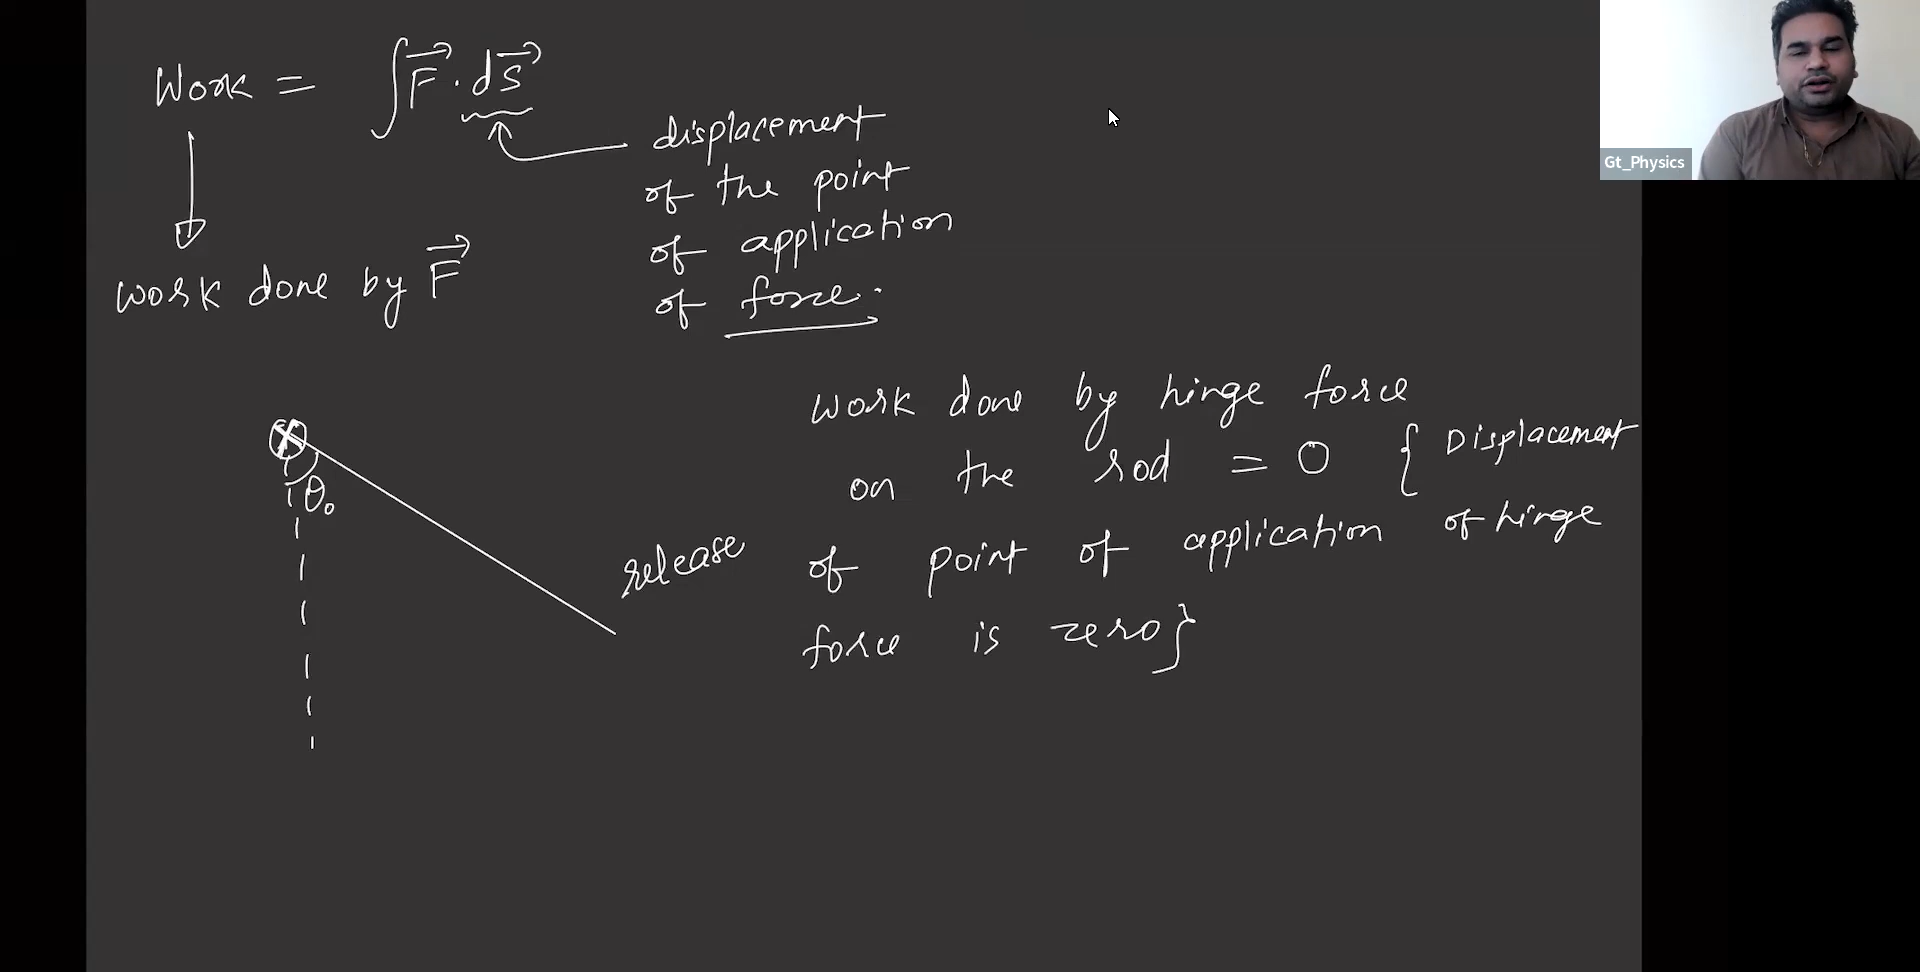 Work = ∫F⃗ · ds⃗
displacement
of the point
of application
of force.
work done by F⃗
Gt_Physics
θ₀
release
work done by hinge force
on the rod = 0 { Displacement
of point of application of hinge
force is zero}